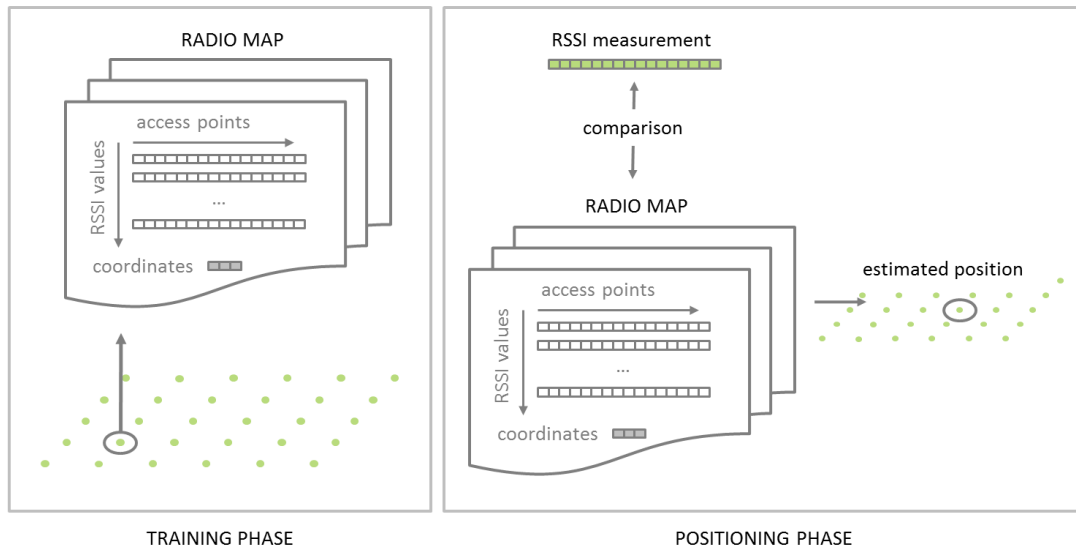 RADIO MAP
access points
RSSI values
...
coordinates
TRAINING PHASE
RSSI measurement
comparison
RADIO MAP
access points
RSSI values
...
coordinates
estimated position
POSITIONING PHASE